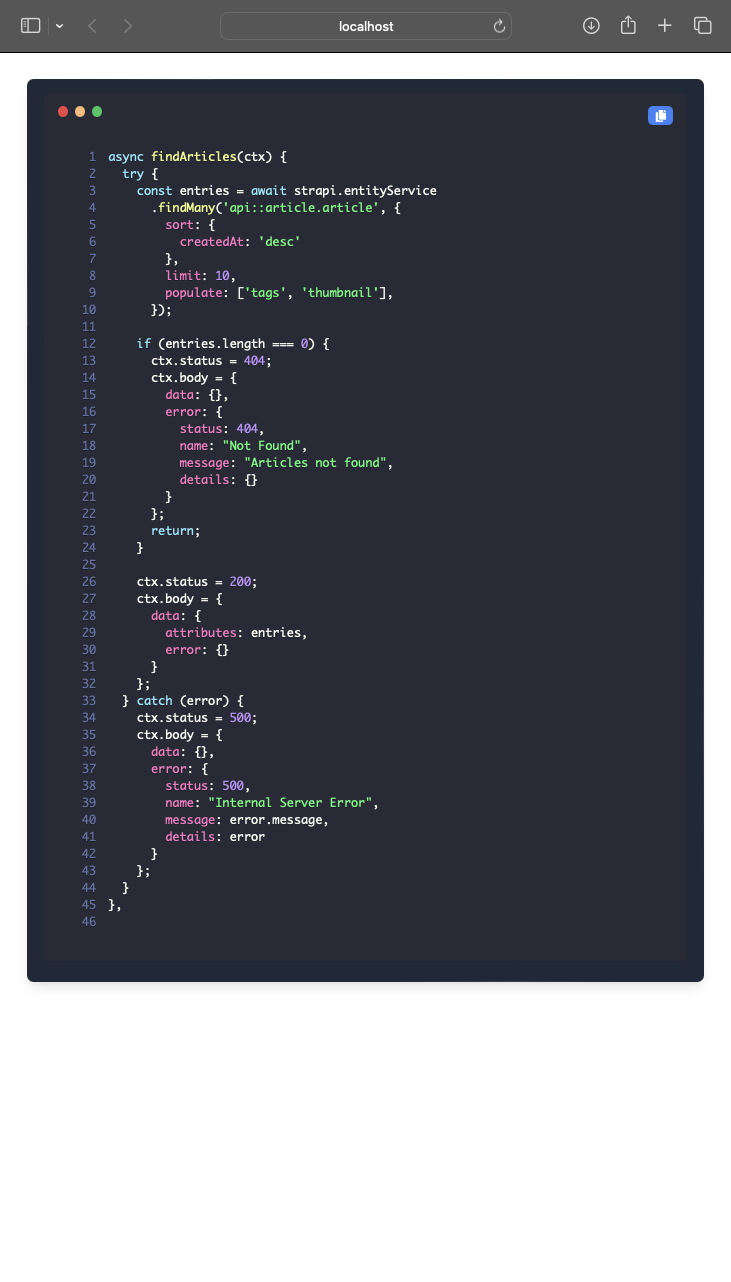 localhost
1 async findArticles(ctx) {
2   try {
3     const entries = await strapi.entityService
4       .findMany('api::article.article', {
5         sort: {
6           createdAt: 'desc'
7         },
8         limit: 10,
9         populate: ['tags', 'thumbnail'],
10       });
11
12     if (entries.length === 0) {
13       ctx.status = 404;
14       ctx.body = {
15         data: {},
16         error: {
17           status: 404,
18           name: "Not Found",
19           message: "Articles not found",
20           details: {}
21         }
22       };
23       return;
24     }
25
26     ctx.status = 200;
27     ctx.body = {
28       data: {
29         attributes: entries,
30         error: {}
31       }
32     };
33   } catch (error) {
34     ctx.status = 500;
35     ctx.body = {
36       data: {},
37       error: {
38         status: 500,
39         name: "Internal Server Error",
40         message: error.message,
41         details: error
42       }
43     };
44   }
45 },
46